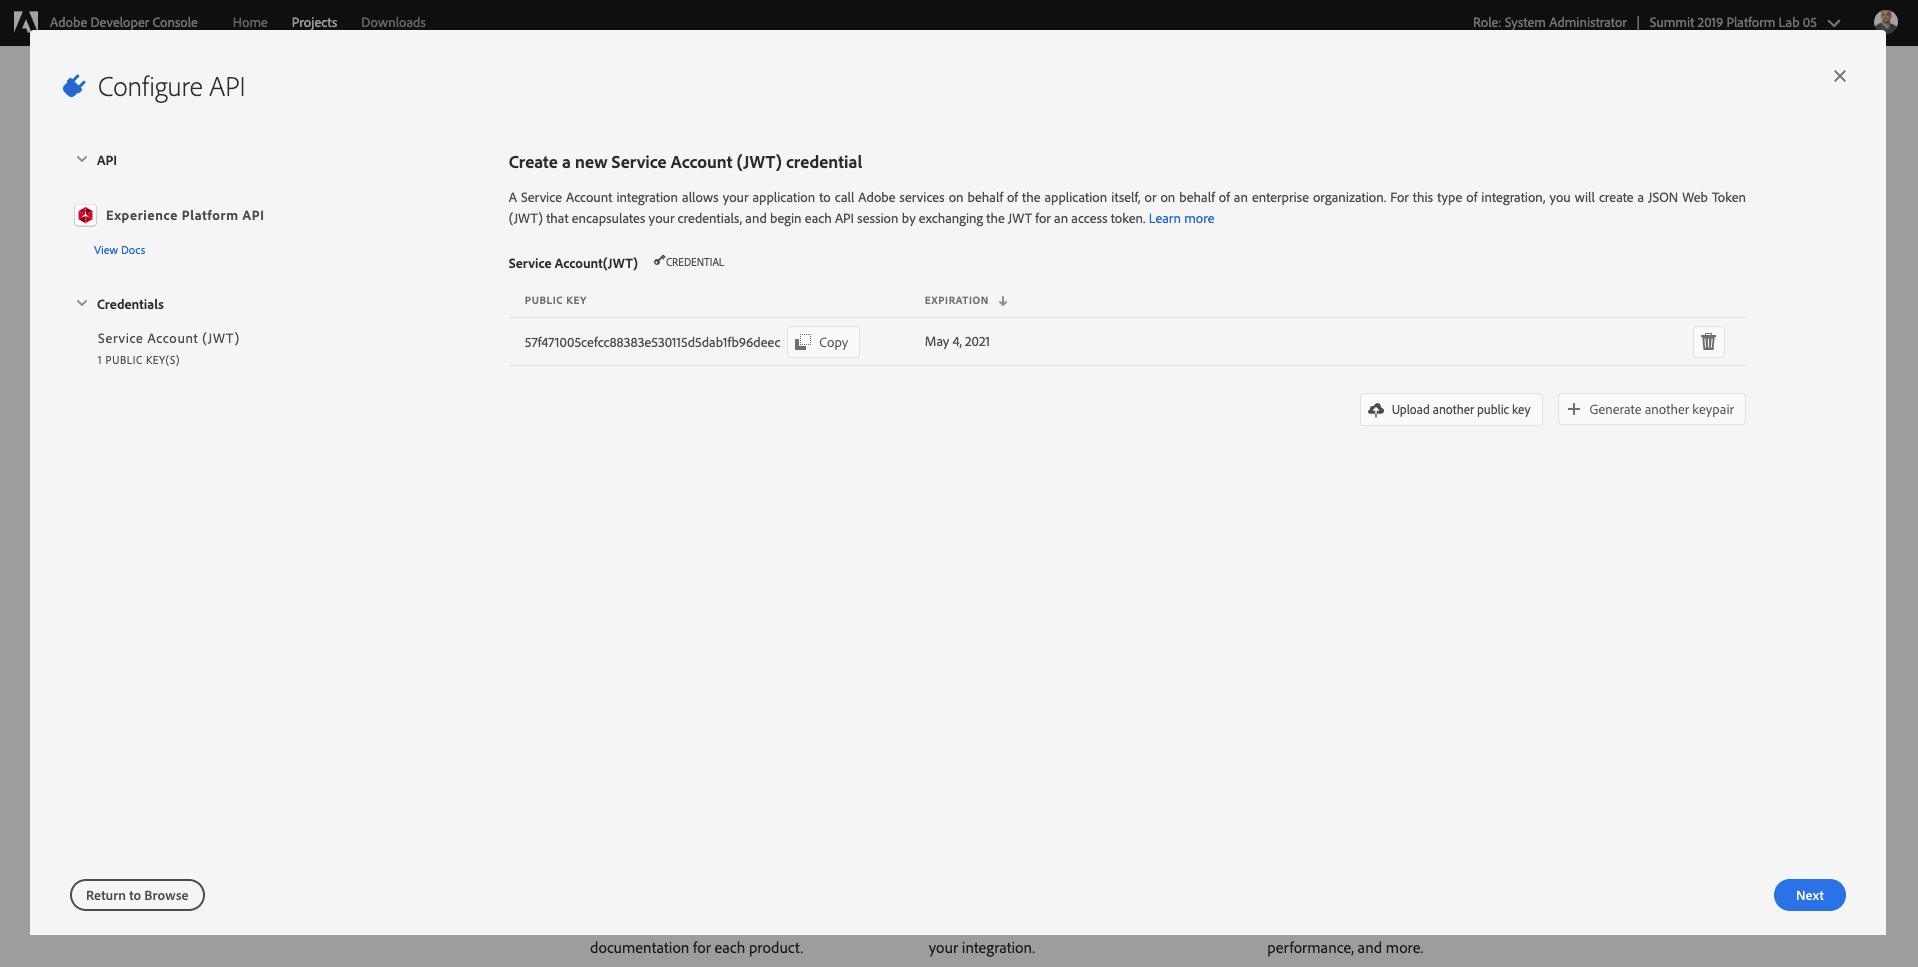 Adobe Developer Console Home Projects Downloads Role: System Administrator | Summit 2019 Platform Lab 05
Configure API
API
Experience Platform API
View Docs
Credentials
Service Account (JWT)
1 PUBLIC KEY(S)
Create a new Service Account (JWT) credential
A Service Account integration allows your application to call Adobe services on behalf of the application itself, or on behalf of an enterprise organization. For this type of integration, you will create a JSON Web Token
(JWT) that encapsulates your credentials, and begin each API session by exchanging the JWT for an access token. Learn more
Service Account(JWT) CREDENTIAL
PUBLIC KEY EXPIRATION
57f471005cefcc88383e530115d5dab1fb96deec Copy May 4, 2021
Upload another public key Generate another keypair
Return to Browse Next
documentation for each product. your integration. performance, and more.